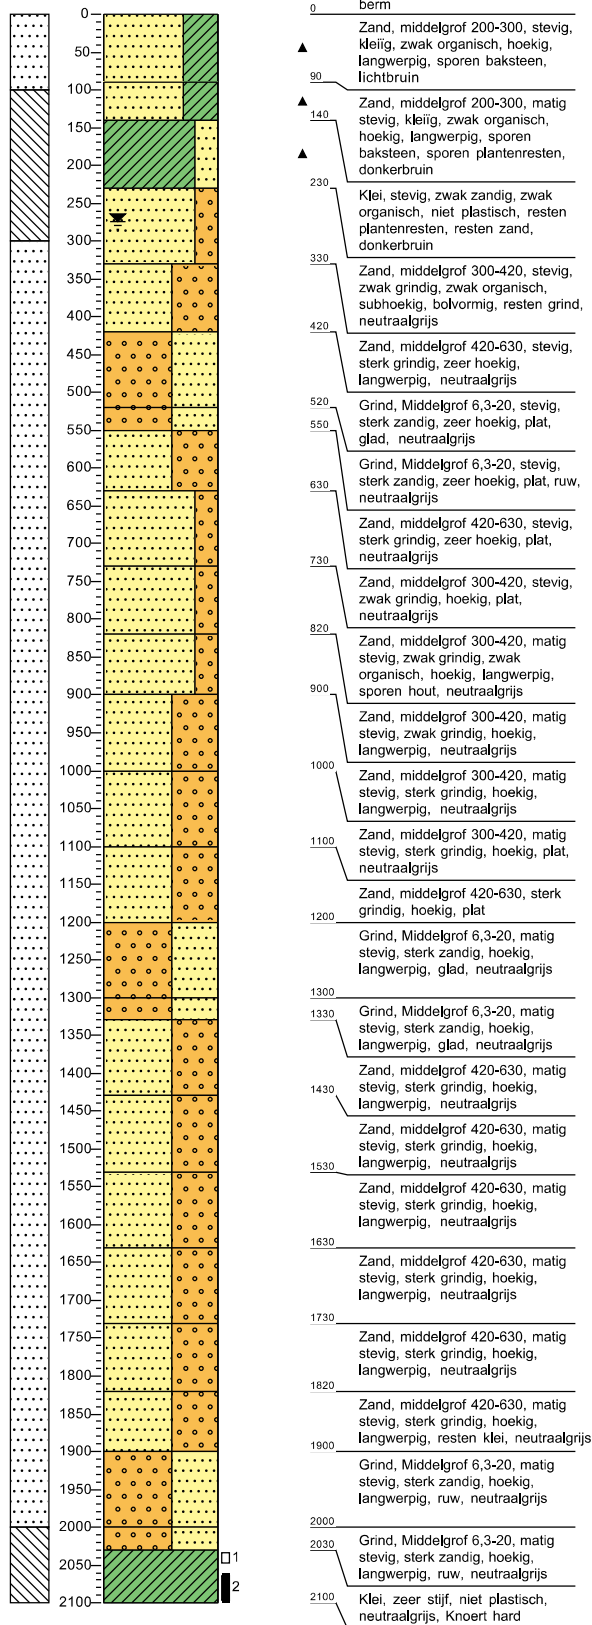 0
50
100
150
200
250
300
350
400
450
500
550
600
650
700
750
800
850
900
950
1000
1050
1100
1150
1200
1250
1300
1350
1400
1450
1500
1550
1600
1650
1700
1750
1800
1850
1900
1950
2000
2050
2100
1
2
0
berm
Zand, middelgrof 200-300, stevig,
kleiïg, zwak organisch, hoekig,
langwerpig, sporen baksteen,
lichtbruin
90
Zand, middelgrof 200-300, matig
stevig, kleiïg, zwak organisch,
hoekig, langwerpig, sporen
baksteen, sporen plantenresten,
donkerbruin
140
Klei, stevig, zwak zandig, zwak
organisch, niet plastisch, resten
plantenresten, resten zand,
donkerbruin
230
Zand, middelgrof 300-420, stevig,
zwak grindig, zwak organisch,
subhoekig, bolvormig, resten grind,
neutraalgrijs
330
Zand, middelgrof 420-630, stevig,
sterk grindig, zeer hoekig,
langwerpig, neutraalgrijs
420
Grind, Middelgrof 6,3-20, stevig,
sterk zandig, zeer hoekig, plat,
glad, neutraalgrijs
520
Grind, Middelgrof 6,3-20, stevig,
sterk zandig, zeer hoekig, plat, ruw,
neutraalgrijs
550
Zand, middelgrof 420-630, stevig,
sterk grindig, zeer hoekig, plat,
neutraalgrijs
630
Zand, middelgrof 300-420, stevig,
zwak grindig, hoekig, plat,
neutraalgrijs
730
Zand, middelgrof 300-420, matig
stevig, zwak grindig, zwak
organisch, hoekig, langwerpig,
sporen hout, neutraalgrijs
820
Zand, middelgrof 300-420, matig
stevig, zwak grindig, hoekig,
langwerpig, neutraalgrijs
900
Zand, middelgrof 300-420, matig
stevig, sterk grindig, hoekig,
langwerpig, neutraalgrijs
1000
Zand, middelgrof 300-420, matig
stevig, sterk grindig, hoekig, plat,
neutraalgrijs
1100
Zand, middelgrof 420-630, sterk
grindig, hoekig, plat
1200
Grind, Middelgrof 6,3-20, matig
stevig, sterk zandig, hoekig,
langwerpig, glad, neutraalgrijs
1300
Grind, Middelgrof 6,3-20, matig
stevig, sterk zandig, hoekig,
langwerpig, glad, neutraalgrijs
1330
Zand, middelgrof 420-630, matig
stevig, sterk grindig, hoekig,
langwerpig, neutraalgrijs
1430
Zand, middelgrof 420-630, matig
stevig, sterk grindig, hoekig,
langwerpig, neutraalgrijs
1530
Zand, middelgrof 420-630, matig
stevig, sterk grindig, hoekig,
langwerpig, neutraalgrijs
1630
Zand, middelgrof 420-630, matig
stevig, sterk grindig, hoekig,
langwerpig, neutraalgrijs
1730
Zand, middelgrof 420-630, matig
stevig, sterk grindig, hoekig,
langwerpig, neutraalgrijs
1820
Zand, middelgrof 420-630, matig
stevig, sterk grindig, hoekig,
langwerpig, resten klei, neutraalgrijs
1900
Grind, Middelgrof 6,3-20, matig
stevig, sterk zandig, hoekig,
langwerpig, ruw, neutraalgrijs
2000
Grind, Middelgrof 6,3-20, matig
stevig, sterk zandig, hoekig,
langwerpig, ruw, neutraalgrijs
2030
Klei, zeer stijf, niet plastisch,
neutraalgrijs, Knoert hard
2100